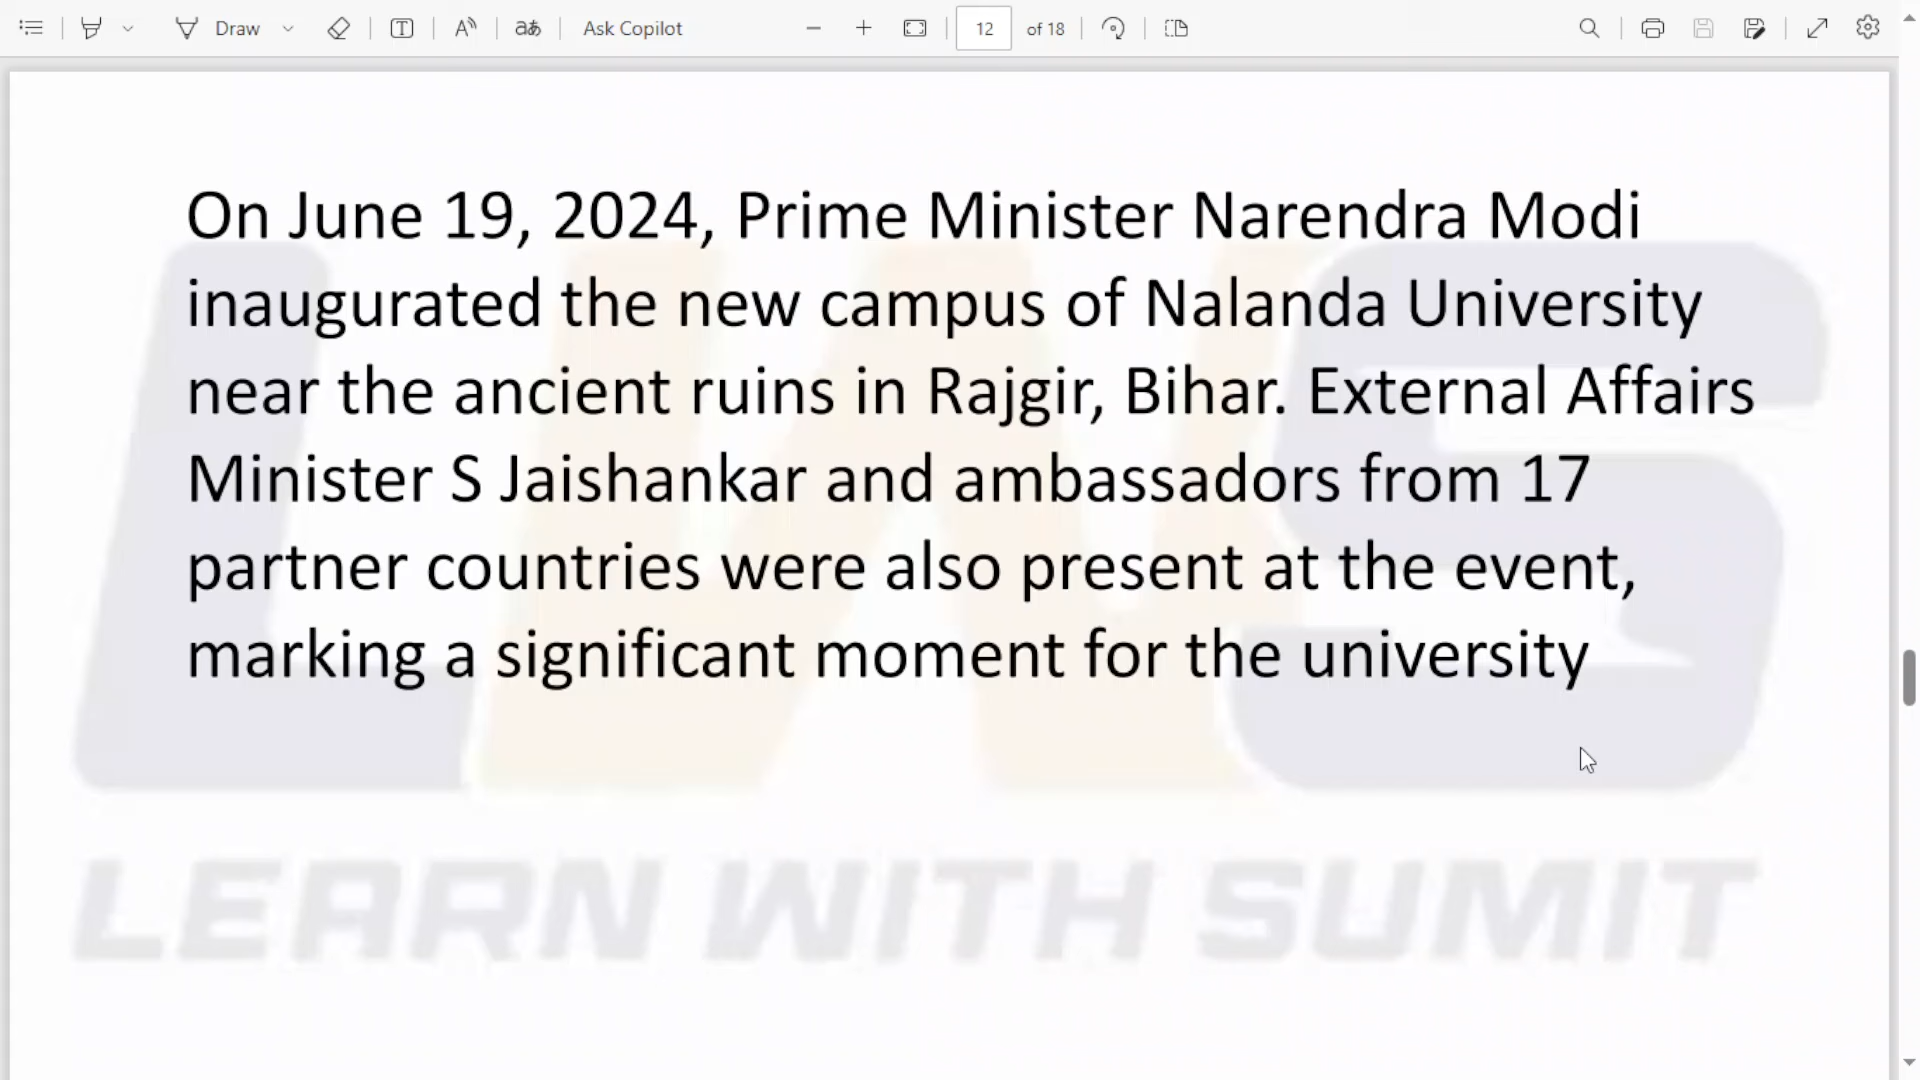 Draw
Ask Copilot
12 of 18
On June 19, 2024, Prime Minister Narendra Modi
inaugurated the new campus of Nalanda University
near the ancient ruins in Rajgir, Bihar. External Affairs
Minister S Jaishankar and ambassadors from 17
partner countries were also present at the event,
marking a significant moment for the university
LWS
LEARN WITH SUMIT